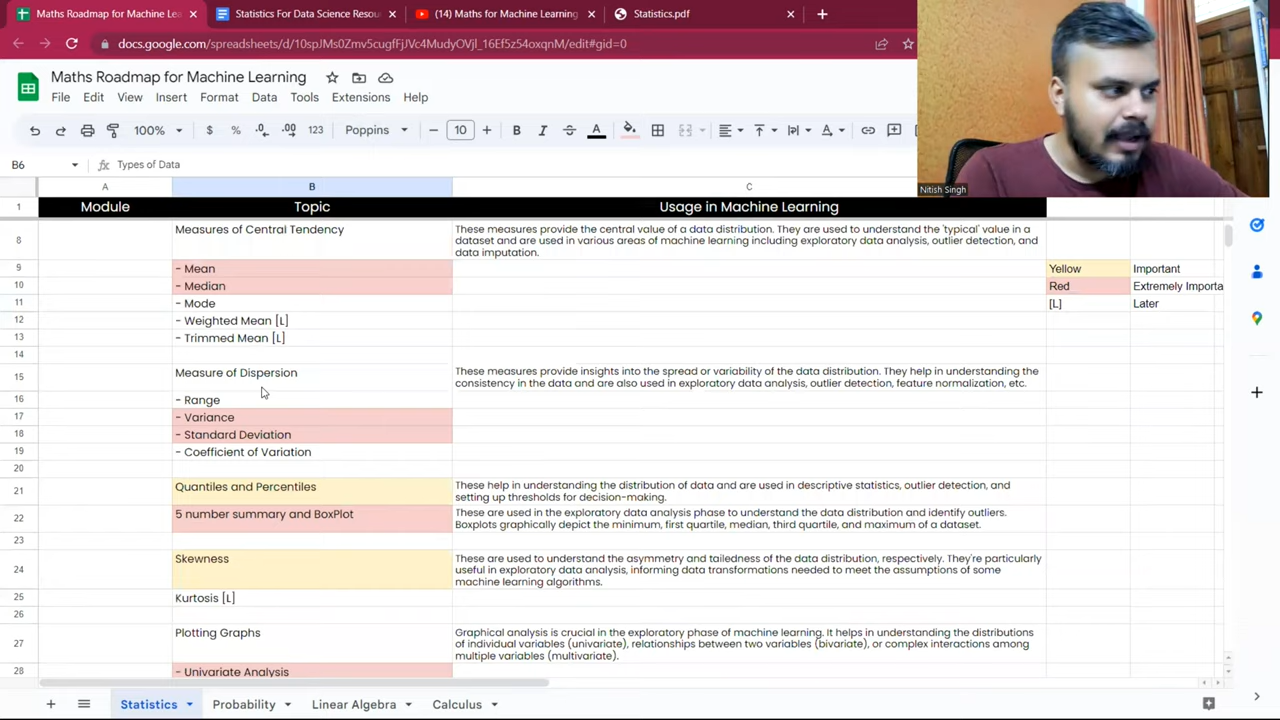 Maths Roadmap for Machine Lea
Statistics For Data Science Resou
(14) Maths for Machine Learning
Statistics.pdf
docs.google.com/spreadsheets/d/10spJMs0Zmv5cugfFjJVc4MudyOVjl_16Ef5z54oxqnM/edit#gid=0
Maths Roadmap for Machine Learning
File Edit View Insert Format Data Tools Extensions Help
100% $ % .0 .00 123 Poppins 10 B I A
B6 fx Types of Data
Nitish Singh
A B C
1 Module Topic Usage in Machine Learning
8 Measures of Central Tendency
These measures provide the central value of a data distribution. They are used to understand the 'typical' value in a
dataset and are used in various areas of machine learning including exploratory data analysis, outlier detection, and
data imputation.
9 - Mean Yellow Important
10 - Median Red Extremely Importa
11 - Mode [L] Later
12 - Weighted Mean [L]
13 - Trimmed Mean [L]
14
15 Measure of Dispersion
These measures provide insights into the spread or variability of the data distribution. They help in understanding the
consistency in the data and are also used in exploratory data analysis, outlier detection, feature normalization, etc.
16 - Range
17 - Variance
18 - Standard Deviation
19 - Coefficient of Variation
20
21 Quantiles and Percentiles
These help in understanding the distribution of data and are used in descriptive statistics, outlier detection, and
setting up thresholds for decision-making.
22 5 number summary and BoxPlot
These are used in the exploratory data analysis phase to understand the data distribution and identify outliers.
Boxplots graphically depict the minimum, first quartile, median, third quartile, and maximum of a dataset.
23
24 Skewness
These are used to understand the asymmetry and tailedness of the data distribution, respectively. They're particularly
useful in exploratory data analysis, informing data transformations needed to meet the assumptions of some
machine learning algorithms.
25 Kurtosis [L]
26
27 Plotting Graphs
Graphical analysis is crucial in the exploratory phase of machine learning. It helps in understanding the distributions
of individual variables (univariate), relationships between two variables (bivariate), or complex interactions among
multiple variables (multivariate).
28 - Univariate Analysis
Statistics Probability Linear Algebra Calculus